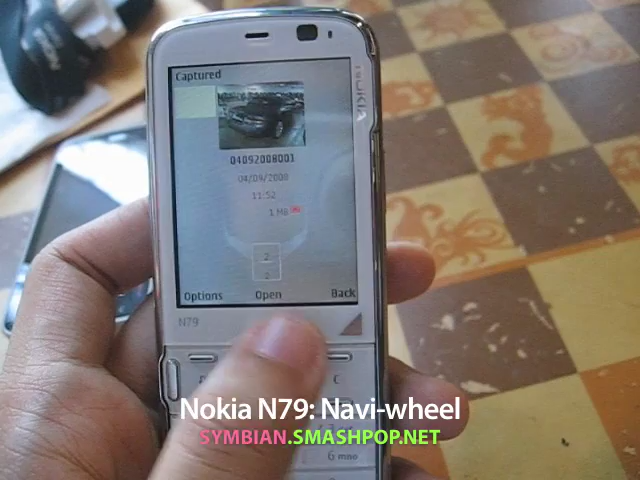 Captured
NOKIA
04092008001
04/09/2008
11:52
1 MB
2
Options Open Back
N79
C
6 mno
Nokia N79: Navi-wheel
SYMBIAN.SMASHPOP.NET